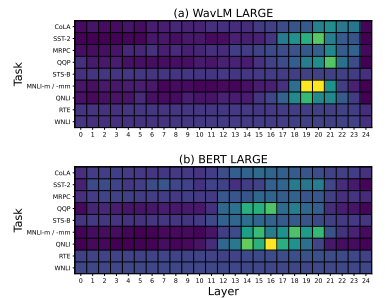 (a) WavLM LARGE
Task
CoLA
SST-2
MRPC
QQP
STS-B
MNLI-m / -mm
QNLI
RTE
WNLI
0 1 2 3 4 5 6 7 8 9 10 11 12 13 14 15 16 17 18 19 20 21 22 23 24
(b) BERT LARGE
Task
CoLA
SST-2
MRPC
QQP
STS-B
MNLI-m / -mm
QNLI
RTE
WNLI
0 1 2 3 4 5 6 7 8 9 10 11 12 13 14 15 16 17 18 19 20 21 22 23 24
Layer